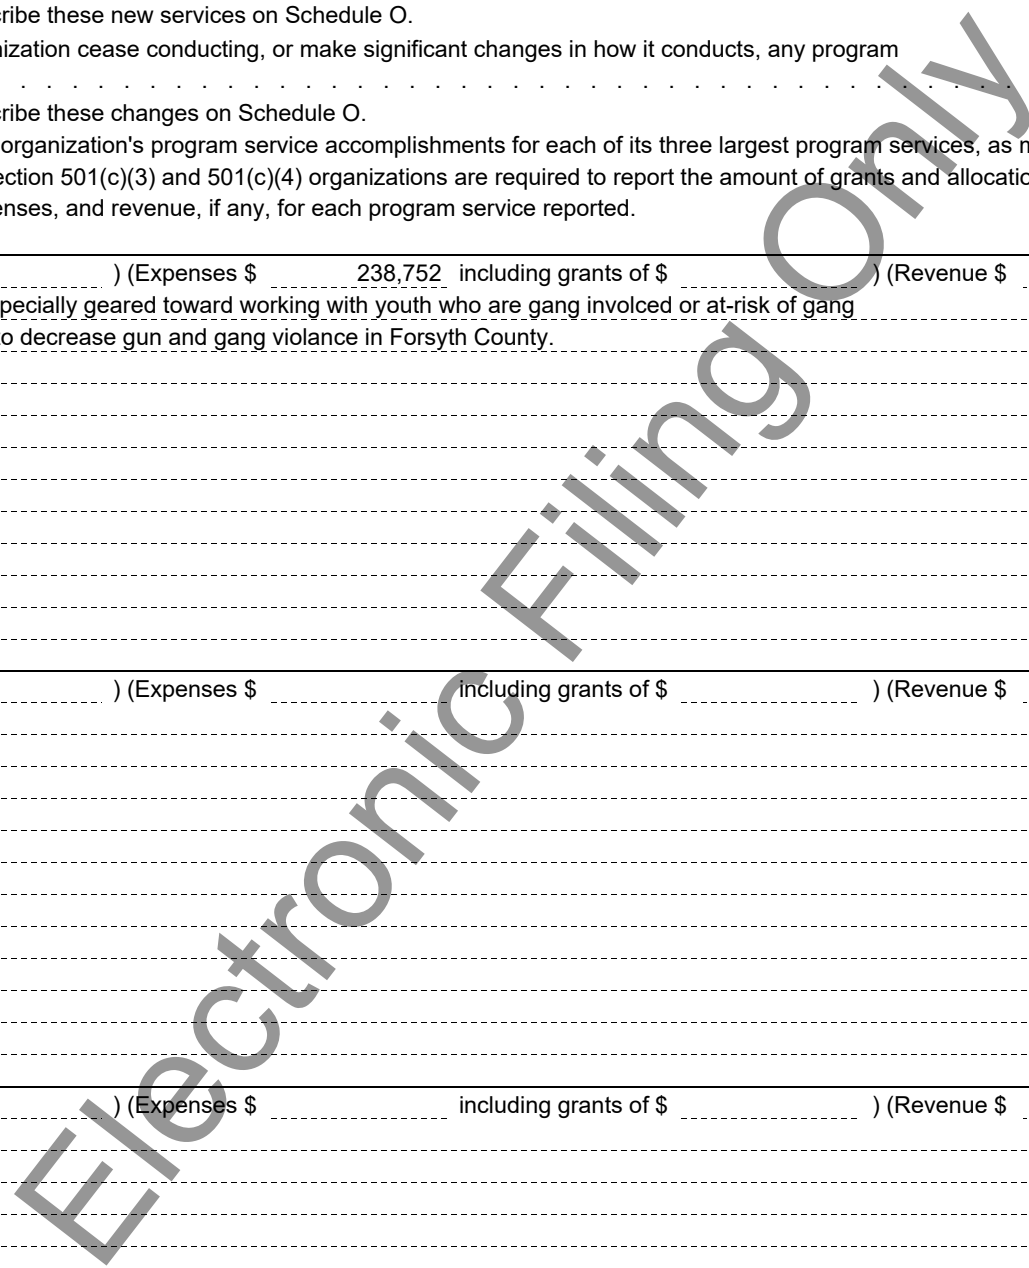 cribe these new services on Schedule O.
nization cease conducting, or make significant changes in how it conducts, any program
. . . . . . . . . . . . . . . . . . . . . . . . . . . . . . . . . . . . . . .
cribe these changes on Schedule O.
organization's program service accomplishments for each of its three largest program services, as m
ection 501(c)(3) and 501(c)(4) organizations are required to report the amount of grants and allocatio
enses, and revenue, if any, for each program service reported.
) (Expenses $ 238,752 including grants of $ ) (Revenue $
pecially geared toward working with youth who are gang involced or at-risk of gang
to decrease gun and gang violance in Forsyth County.
) (Expenses $ including grants of $ ) (Revenue $
) (Expenses $ including grants of $ ) (Revenue $
Electronic Filing Only